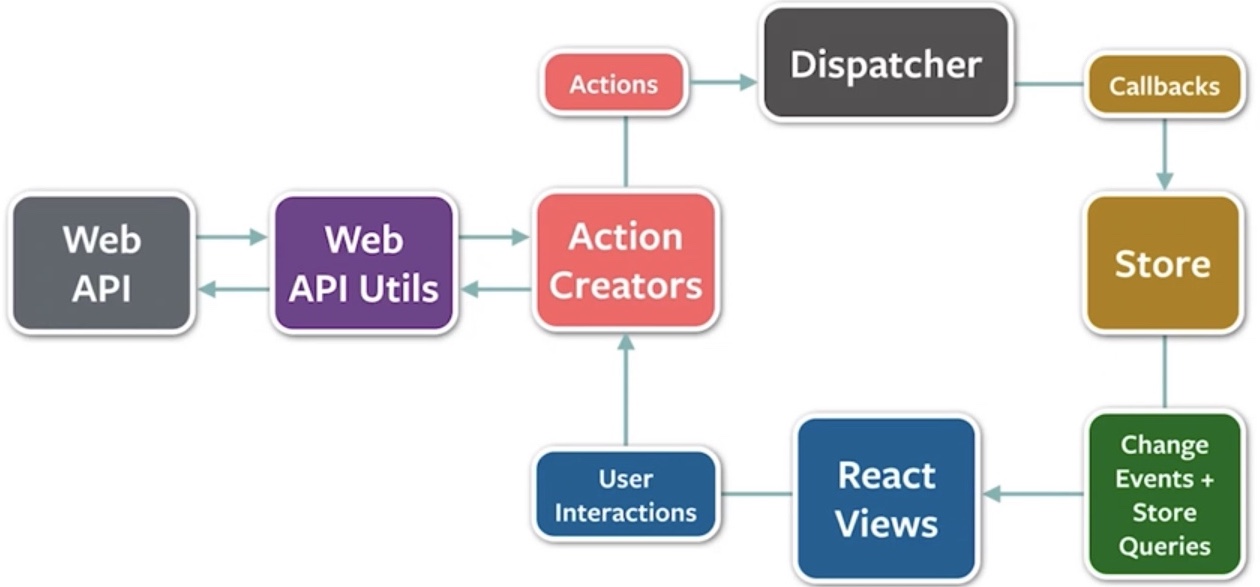 Dispatcher
Actions
Callbacks
Web
API
Web
API Utils
Action
Creators
Store
User
Interactions
React
Views
Change
Events +
Store
Queries